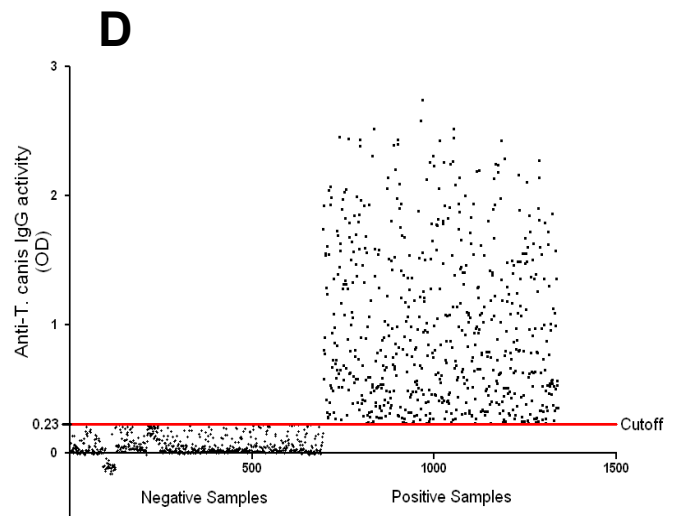 D
3
2
1
0.23
0
Anti-T. canis IgG activity
(OD)
Cutoff
500
1000
1500
Negative Samples
Positive Samples